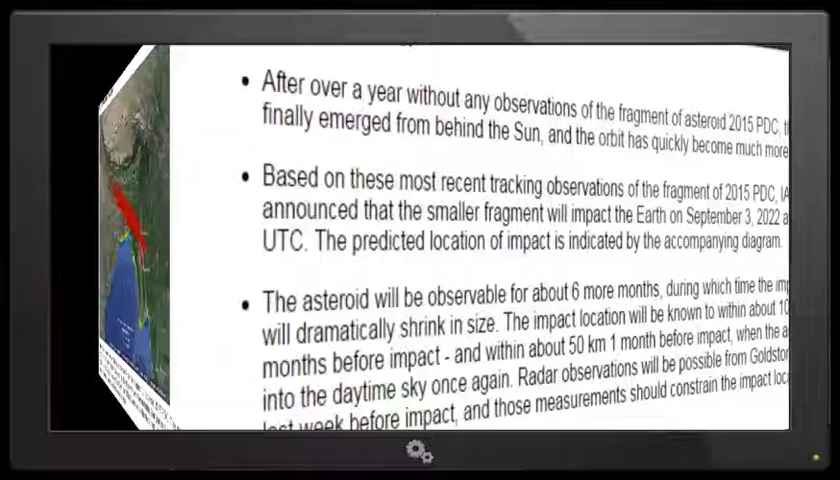 • After over a year without any observations of the fragment of asteroid 2015 PDC,
finally emerged from behind the Sun, and the orbit has quickly become much more
• Based on these most recent tracking observations of the fragment of 2015 PDC,
announced that the smaller fragment will impact the Earth on September 3, 2022
UTC. The predicted location of impact is indicated by the accompanying diagram.
• The asteroid will be observable for about 6 more months, during which time the
will dramatically shrink in size. The impact location will be known to within about
months before impact - and within about 50 km 1 month before impact, when the
into the daytime sky once again. Radar observations will be possible from
last week before impact, and those measurements should constrain the impact